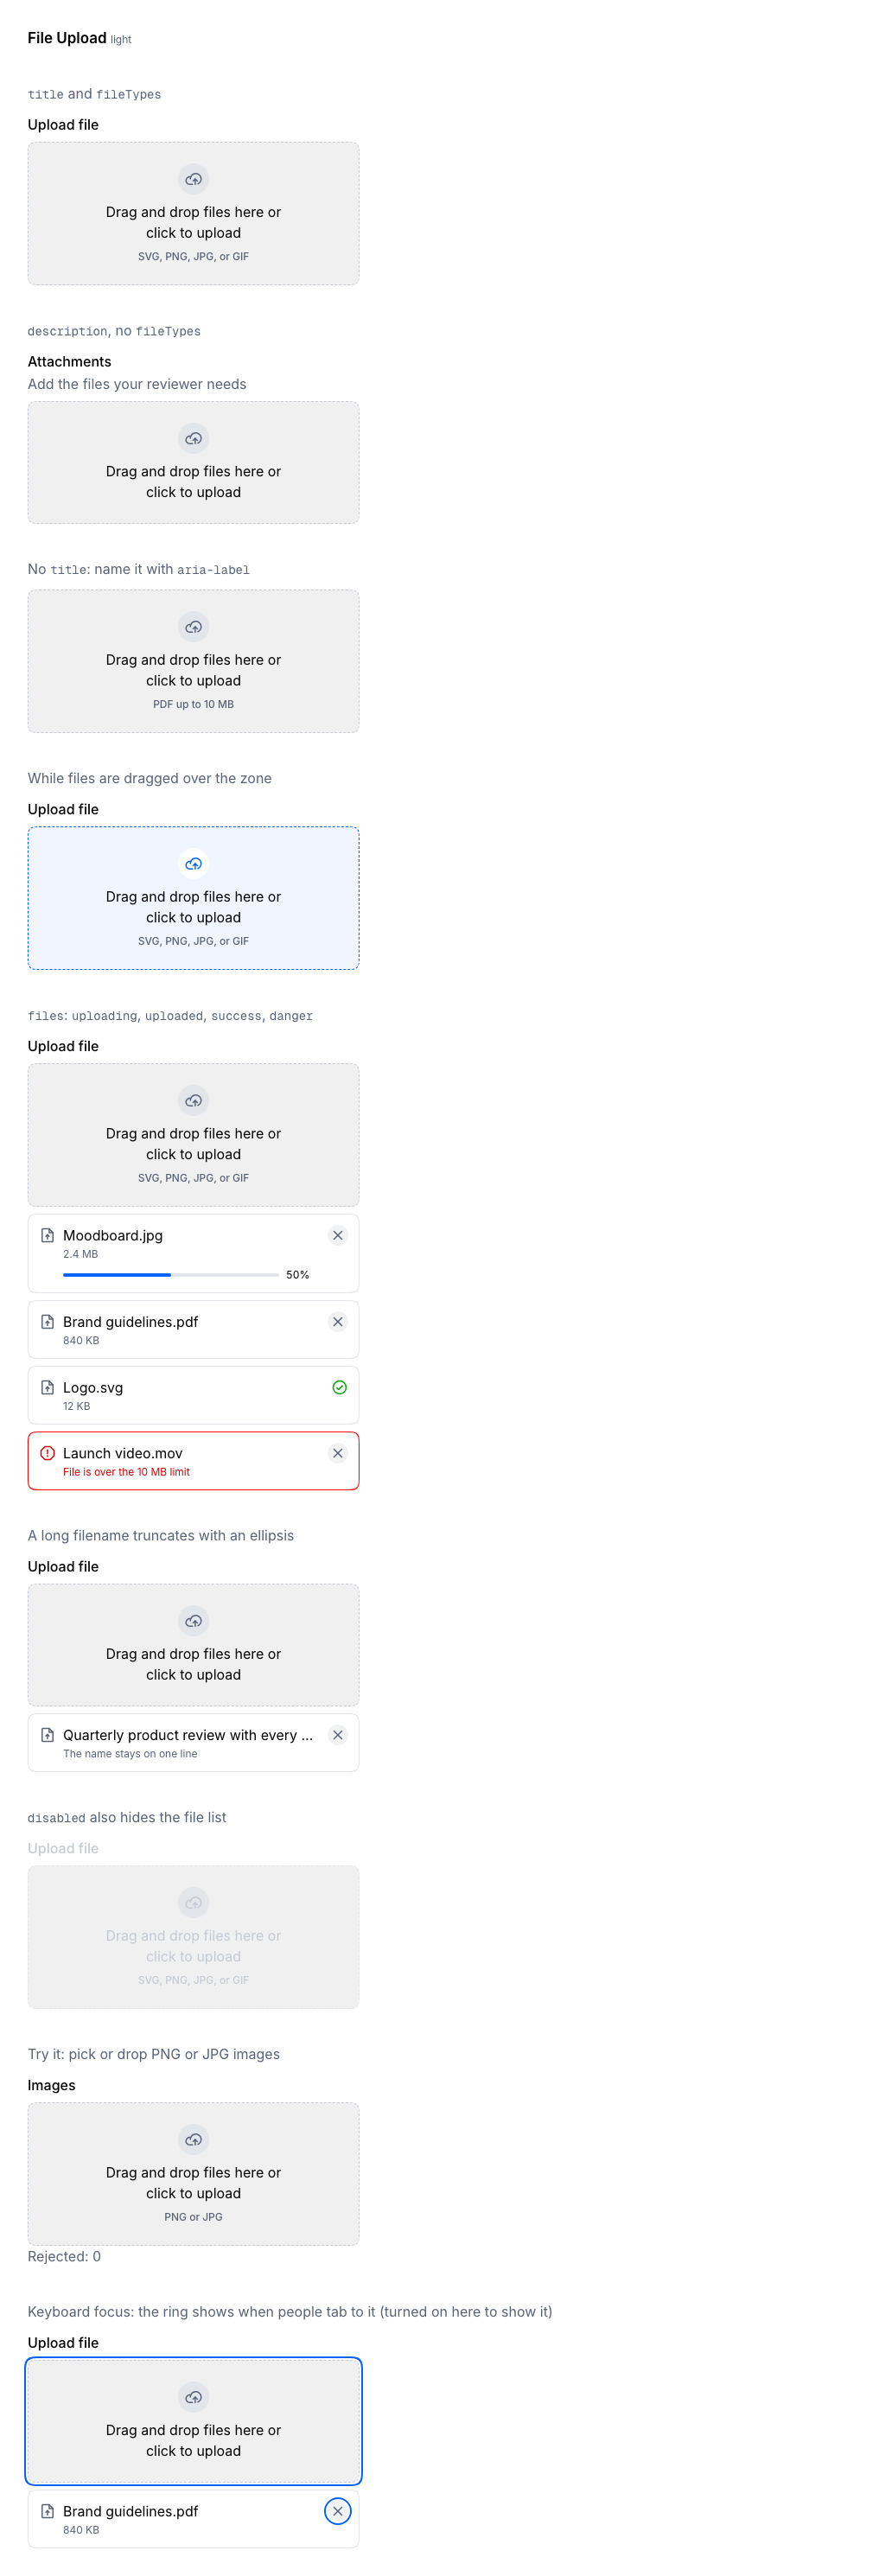 File Upload light
title and fileTypes
Upload file
Drag and drop files here or
click to upload
SVG, PNG, JPG, or GIF
description, no fileTypes
Attachments
Add the files your reviewer needs
Drag and drop files here or
click to upload
No title: name it with aria-label
Drag and drop files here or
click to upload
PDF up to 10 MB
While files are dragged over the zone
Upload file
Drag and drop files here or
click to upload
SVG, PNG, JPG, or GIF
files: uploading, uploaded, success, danger
Upload file
Drag and drop files here or
click to upload
SVG, PNG, JPG, or GIF
Moodboard.jpg
2.4 MB
50%
Brand guidelines.pdf
840 KB
Logo.svg
12 KB
Launch video.mov
File is over the 10 MB limit
A long filename truncates with an ellipsis
Upload file
Drag and drop files here or
click to upload
Quarterly product review with every ...
The name stays on one line
disabled also hides the file list
Upload file
Drag and drop files here or
click to upload
SVG, PNG, JPG, or GIF
Try it: pick or drop PNG or JPG images
Images
Drag and drop files here or
click to upload
PNG or JPG
Rejected: 0
Keyboard focus: the ring shows when people tab to it (turned on here to show it)
Upload file
Drag and drop files here or
click to upload
Brand guidelines.pdf
840 KB